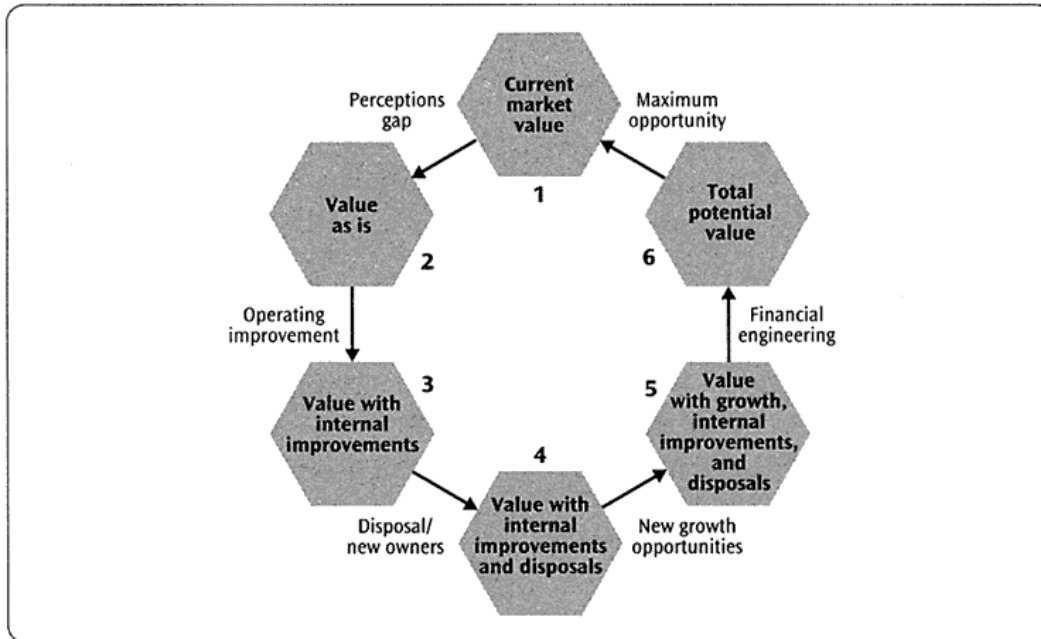 Current
market
value
1
Perceptions
gap
Value
as is
2
Operating
improvement
3
Value with
internal
improvements
Disposal/
new owners
4
Value with
internal
improvements
and disposals
New growth
opportunities
5
Value
with growth,
internal
improvements,
and
disposals
Financial
engineering
6
Total
potential
value
Maximum
opportunity